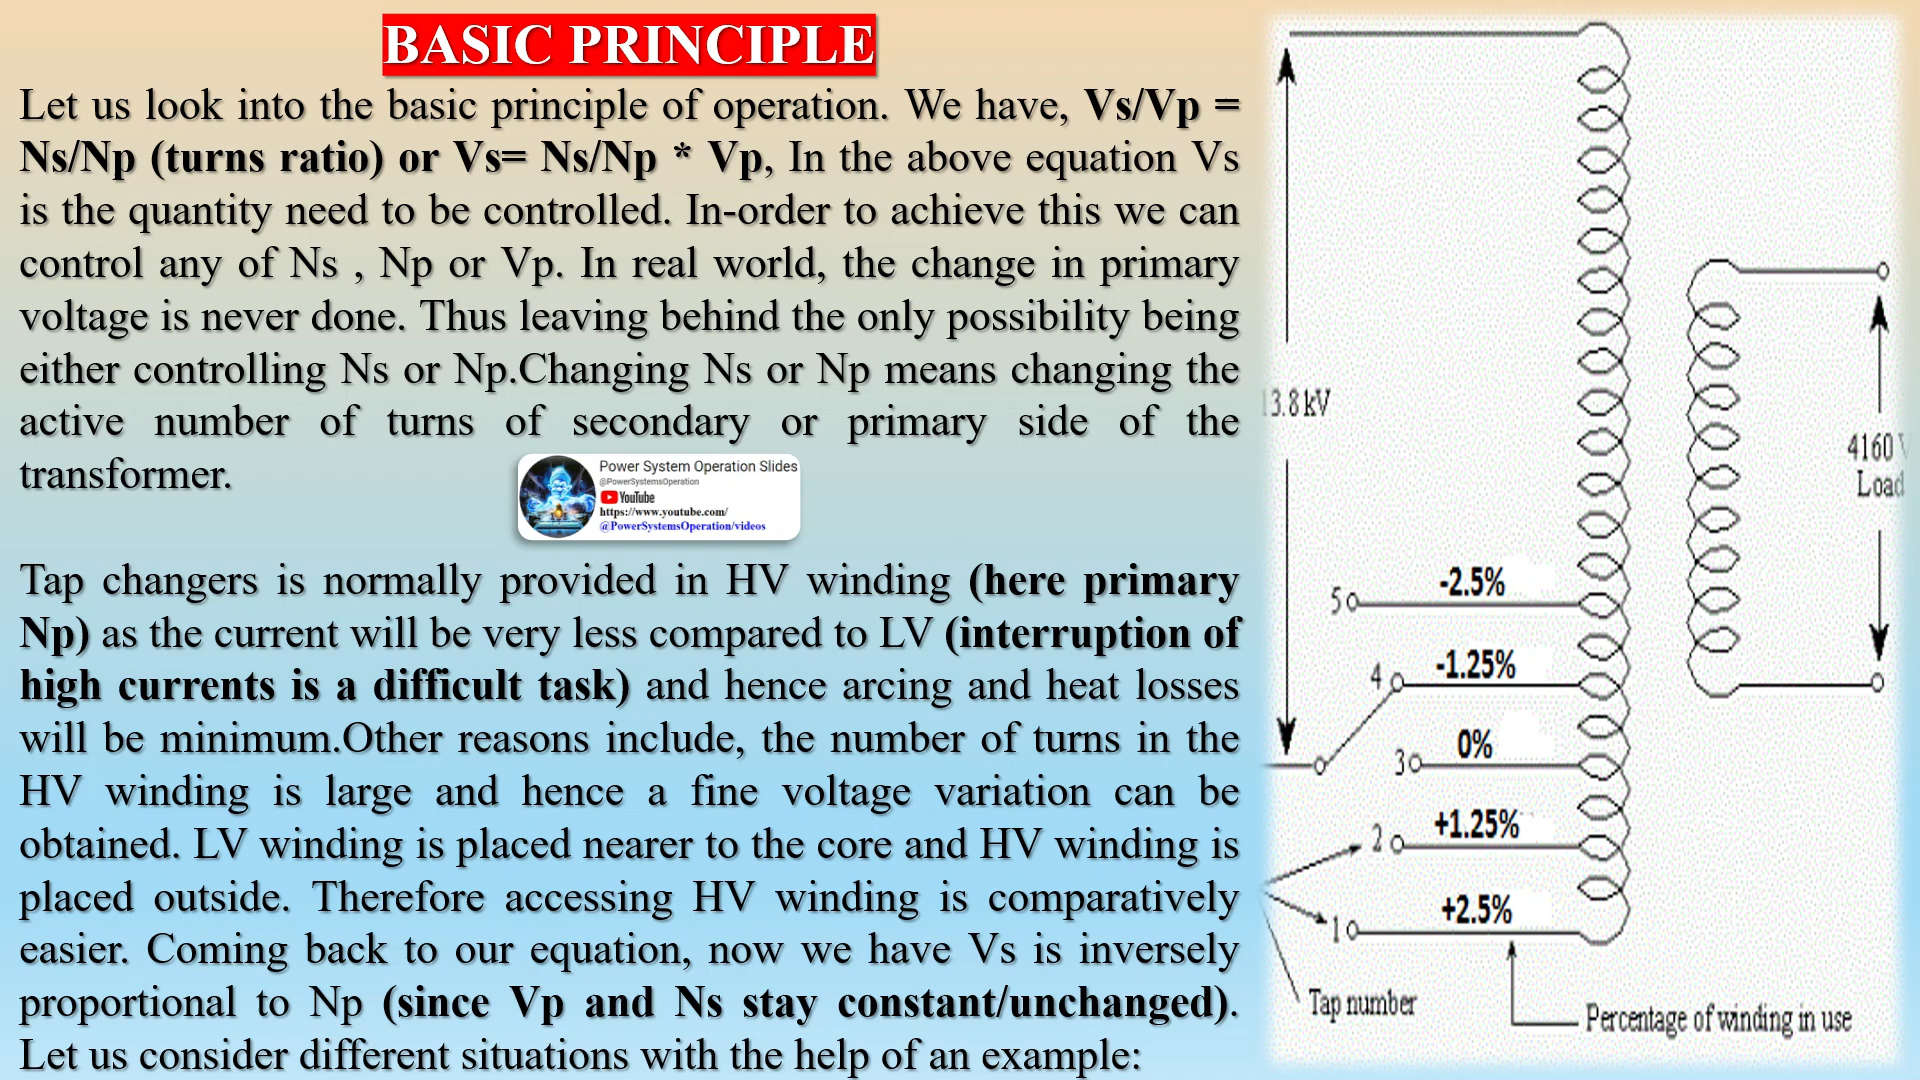 BASIC PRINCIPLE
Let us look into the basic principle of operation. We have, Vs/Vp =
Ns/Np (turns ratio) or Vs= Ns/Np * Vp, In the above equation Vs
is the quantity need to be controlled. In-order to achieve this we can
control any of Ns , Np or Vp. In real world, the change in primary
voltage is never done. Thus leaving behind the only possibility being
either controlling Ns or Np.Changing Ns or Np means changing the
active number of turns of secondary or primary side of the
transformer.
Power System Operation Slides
@PowerSystemsOperation
YouTube
https://www.youtube.com/
@PowerSystemsOperation/videos
Tap changers is normally provided in HV winding (here primary
Np) as the current will be very less compared to LV (interruption of
high currents is a difficult task) and hence arcing and heat losses
will be minimum.Other reasons include, the number of turns in the
HV winding is large and hence a fine voltage variation can be
obtained. LV winding is placed nearer to the core and HV winding is
placed outside. Therefore accessing HV winding is comparatively
easier. Coming back to our equation, now we have Vs is inversely
proportional to Np (since Vp and Ns stay constant/unchanged).
Let us consider different situations with the help of an example:
13.8 kV
4160 V
Load
5 -2.5%
4 -1.25%
3 0%
2 +1.25%
1 +2.5%
Tap number
Percentage of winding in use